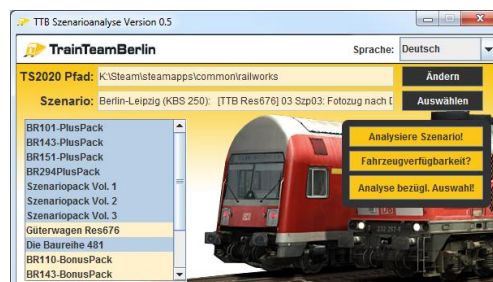 TTB Szenarioanalyse Version 0.5
TrainTeamBerlin
Sprache: Deutsch
TS2020 Pfad: K:\Steam\steamapps\common\railworks Ändern
Szenario: Berlin-Leipzig (KBS 250): [TTB Res676] 03 Szp03: Fotozug nach D Auswählen
BR101-PlusPack
BR143-PlusPack
BR151-PlusPack
BR294PlusPack
Szenariopack Vol. 1
Szenariopack Vol. 2
Szenariopack Vol. 3
Güterwagen Res676
Die Baureihe 481
BR110-BonusPack
BR143-BonusPack
Analysiere Szenario!
Fahrzeugverfügbarkeit?
Analyse bezügl. Auswahl!